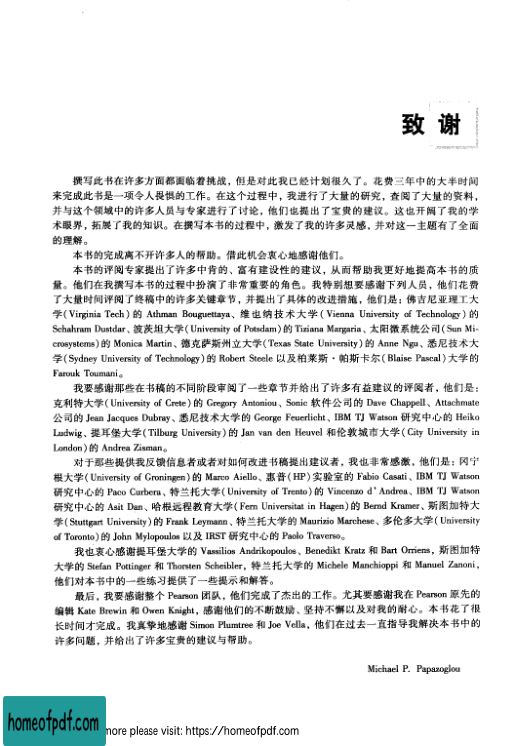 致 谢
撰写此书在许多方面都面临着挑战，但是对此我已经计划很久了。花费三年中的大半时间
来完成此书是一项令人畏惧的工作。在这个过程中，我进行了大量的研究，查阅了大量的资料，
并与这个领域中的许多人员与专家进行了讨论，他们也提出了宝贵的建议。这也开阔了我的学
术眼界，拓展了我的知识。在撰写本书的过程中，激发了我的许多灵感，并对这一主题有了全面
的理解。
本书的完成离不开许多人的帮助。借此机会衷心地感谢他们。
本书的评阅专家提出了许多中肯的、富有建设性的建议，从而帮助我更好地提高本书的质
量。他们在我撰写本书的过程中扮演了非常重要的角色。我特别想要感谢下列人员，他们花费
了大量时间评阅了终稿中的许多关键章节，并提出了具体的改进措施，他们是：佛吉尼亚理工大
学(Virginia Tech)的 Athman Bouguettaya、维也纳技术大学(Vienna University of Technology)的
Schahram Dustdar、波茨坦大学(University of Potsdam)的 Tiziana Margaria、太阳微系统公司(Sun Mi-
crosystems)的 Monica Martin、德克萨斯州立大学(Texas State University)的 Anne Ngu、悉尼技术大
学(Sydney University of Technology)的 Robert Steele 以及柏莱斯·帕斯卡尔(Blaise Pascal)大学的
Farouk Toumani。
我要感谢那些在书稿的不同阶段审阅了一些章节并给出了许多有益建议的评阅者，他们是：
克利特大学(University of Crete)的 Gregory Antoniou、Sonic 软件公司的 Dave Chappell、Attachmate
公司的 Jean Jacques Dubray、悉尼技术大学的 George Feuerlicht、IBM TJ Watson 研究中心的 Heiko
Ludwig、提耳堡大学(Tilburg University)的 Jan van den Heuvel 和伦敦城市大学(City University in
London)的 Andrea Zisman。
对于那些提供我反馈信息者或者对如何改进书稿提出建议者，我也非常感激，他们是：冈宁
根大学(University of Groningen)的 Marco Aiello、惠普(HP)实验室的 Fabio Casati、IBM TJ Watson
研究中心的 Paco Curbera、特兰托大学(University of Trento)的 Vincenzo d'Andrea、IBM TJ Watson
研究中心的 Asit Dan、哈根远程教育大学(Fern Universitat in Hagen)的 Bernd Kramer、斯图加特大
学(Stuttgart University)的 Frank Leymann、特兰托大学的 Maurizio Marchese、多伦多大学(University
of Toronto)的 John Mylopoulos 以及 IRST 研究中心的 Paolo Traverso。
我也衷心感谢提耳堡大学的 Vassilios Andrikopoulos、Benedikt Kratz 和 Bart Orriens，斯图加特
大学的 Stefan Pottinger 和 Thorsten Scheibler，特兰托大学的 Michele Manchioppi 和 Manuel Zanoni，
他们对本书中的一些练习提供了一些提示和解答。
最后，我要感谢整个 Pearson 团队，他们完成了杰出的工作。尤其要感谢我在 Pearson 原先的
编辑 Kate Brewin 和 Owen Knight，感谢他们的不断鼓励、坚持不懈以及对我的耐心。本书花了很
长时间才完成。我真挚地感谢 Simon Plumtree 和 Joe Vella，他们在过去一直指导我解决本书中的
许多问题，并给出了许多宝贵的建议与帮助。
Michael P. Papazoglou
homeofpdf.com
more please visit: https://homeofpdf.com